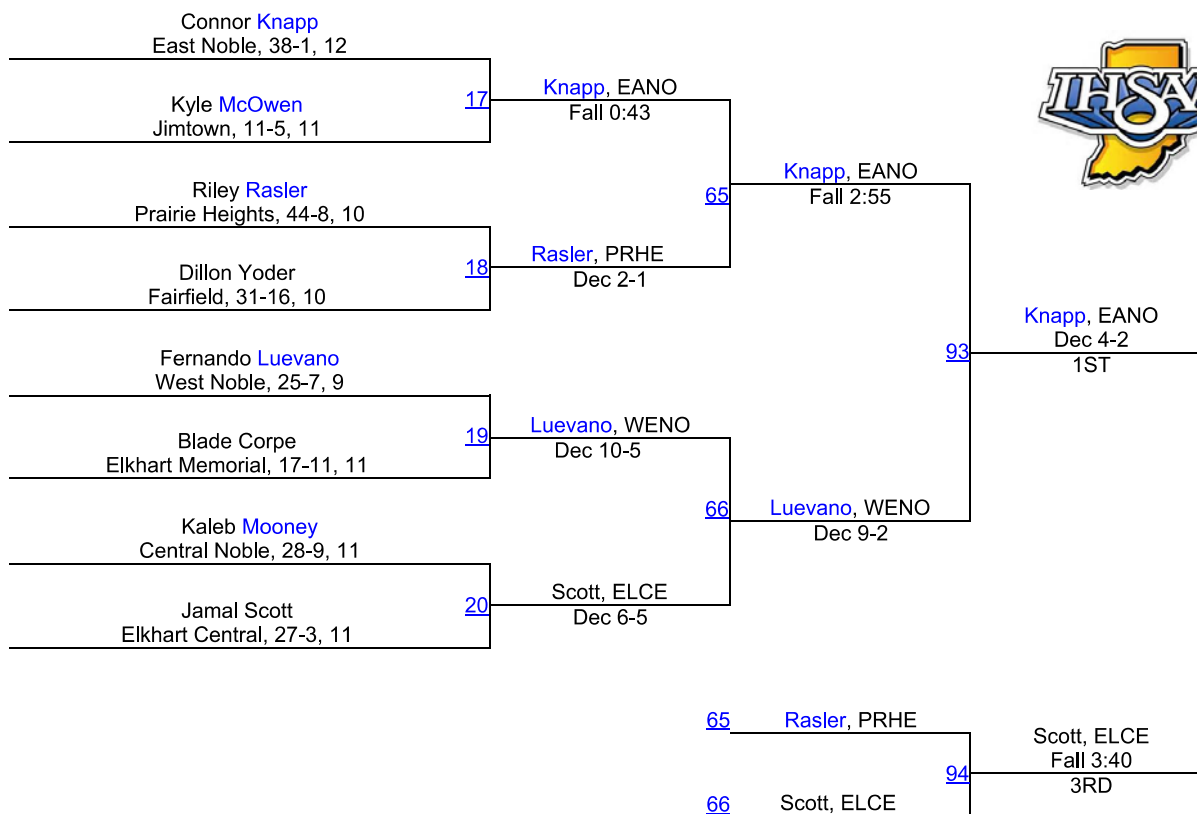 Connor Knapp
East Noble, 38-1, 12
Kyle McOwen
Jimtown, 11-5, 11
17
Knapp, EANO
Fall 0:43
Riley Rasler
Prairie Heights, 44-8, 10
Dillon Yoder
Fairfield, 31-16, 10
18
Rasler, PRHE
Dec 2-1
65
Knapp, EANO
Fall 2:55
Fernando Luevano
West Noble, 25-7, 9
Blade Corpe
Elkhart Memorial, 17-11, 11
19
Luevano, WENO
Dec 10-5
Kaleb Mooney
Central Noble, 28-9, 11
Jamal Scott
Elkhart Central, 27-3, 11
20
Scott, ELCE
Dec 6-5
66
Luevano, WENO
Dec 9-2
93
Knapp, EANO
Dec 4-2
1ST
IHSAA
65
Rasler, PRHE
66
Scott, ELCE
94
Scott, ELCE
Fall 3:40
3RD